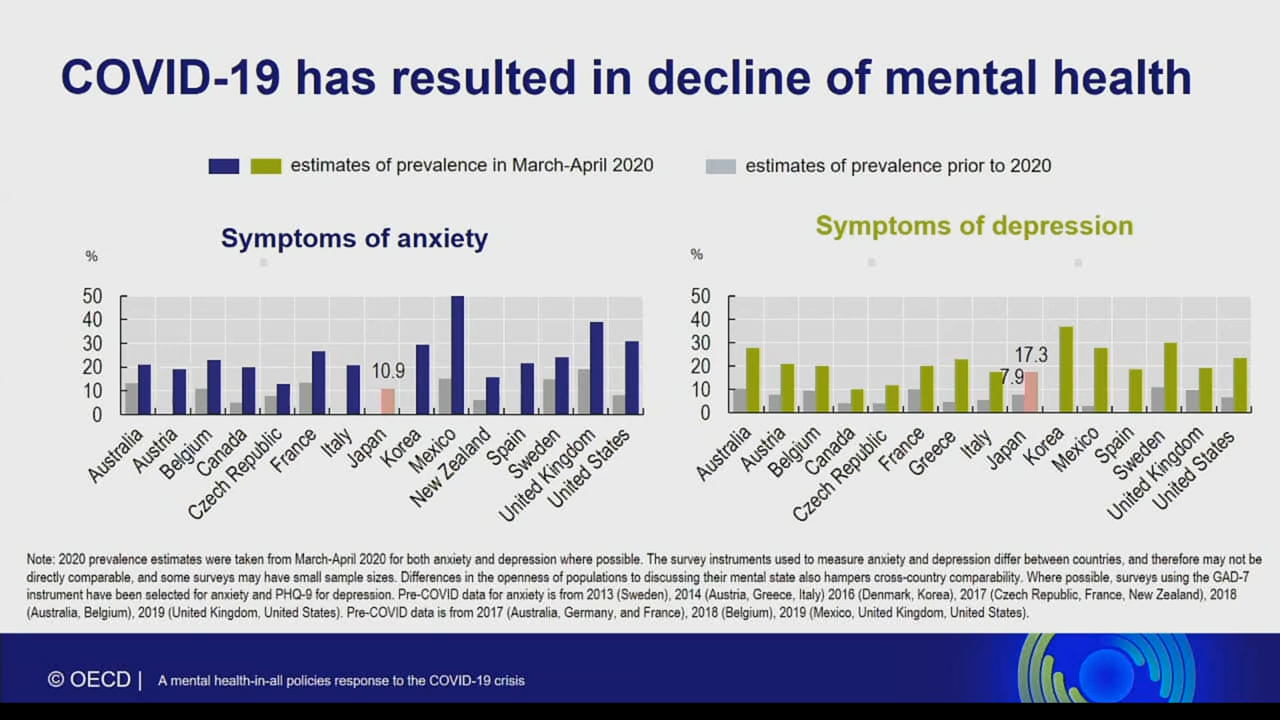 COVID-19 has resulted in decline of mental health
estimates of prevalence in March-April 2020
estimates of prevalence prior to 2020
Symptoms of anxiety
%
50
40
30
20
10
0
10.9
Australia
Austria
Belgium
Canada
Czech Republic
France
Italy
Japan
Korea
Mexico
New Zealand
Spain
Sweden
United Kingdom
United States
Symptoms of depression
%
50
40
30
20
10
0
17.3
7.9
Australia
Austria
Belgium
Canada
Czech Republic
France
Greece
Italy
Japan
Korea
Mexico
Spain
Sweden
United Kingdom
United States
Note: 2020 prevalence estimates were taken from March-April 2020 for both anxiety and depression where possible. The survey instruments used to measure anxiety and depression differ between countries, and therefore may not be
directly comparable, and some surveys may have small sample sizes. Differences in the openness of populations to discussing their mental state also hampers cross-country comparability. Where possible, surveys using the GAD-7
instrument have been selected for anxiety and PHQ-9 for depression. Pre-COVID data for anxiety is from 2013 (Sweden), 2014 (Austria, Greece, Italy) 2016 (Denmark, Korea), 2017 (Czech Republic, France, New Zealand), 2018
(Australia, Belgium), 2019 (United Kingdom, United States). Pre-COVID data is from 2017 (Australia, Germany, and France), 2018 (Belgium), 2019 (Mexico, United Kingdom, United States).
© OECD | A mental health-in-all policies response to the COVID-19 crisis